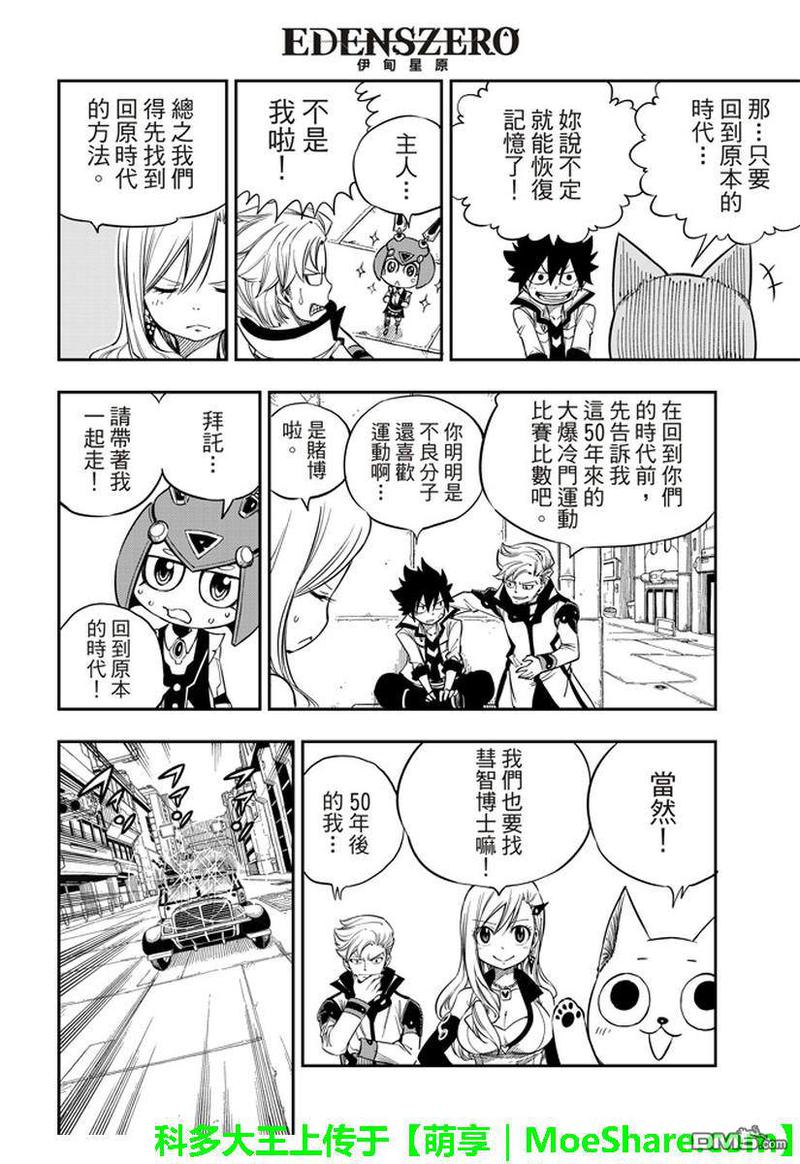 EDENSZERO
伊甸星原
那…只要
回到原本的
時代…
妳說不定
就能恢復
記憶了！
主人…
不是
我啦！
總之我們
得先找到
回原時代
的方法。
在回到你們
的時代前，
先告訴我
這50年來的
大爆冷門運動
比賽比數吧。
你明明是
不良分子
還喜歡
運動啊…
是賭博
啦。
拜託…
請帶著我
一起走！
回到原本
的時代！
當然！
我們也要找
彗智博士嘛！
50年後
的我…
科多大王上传于【萌享｜MoeShare